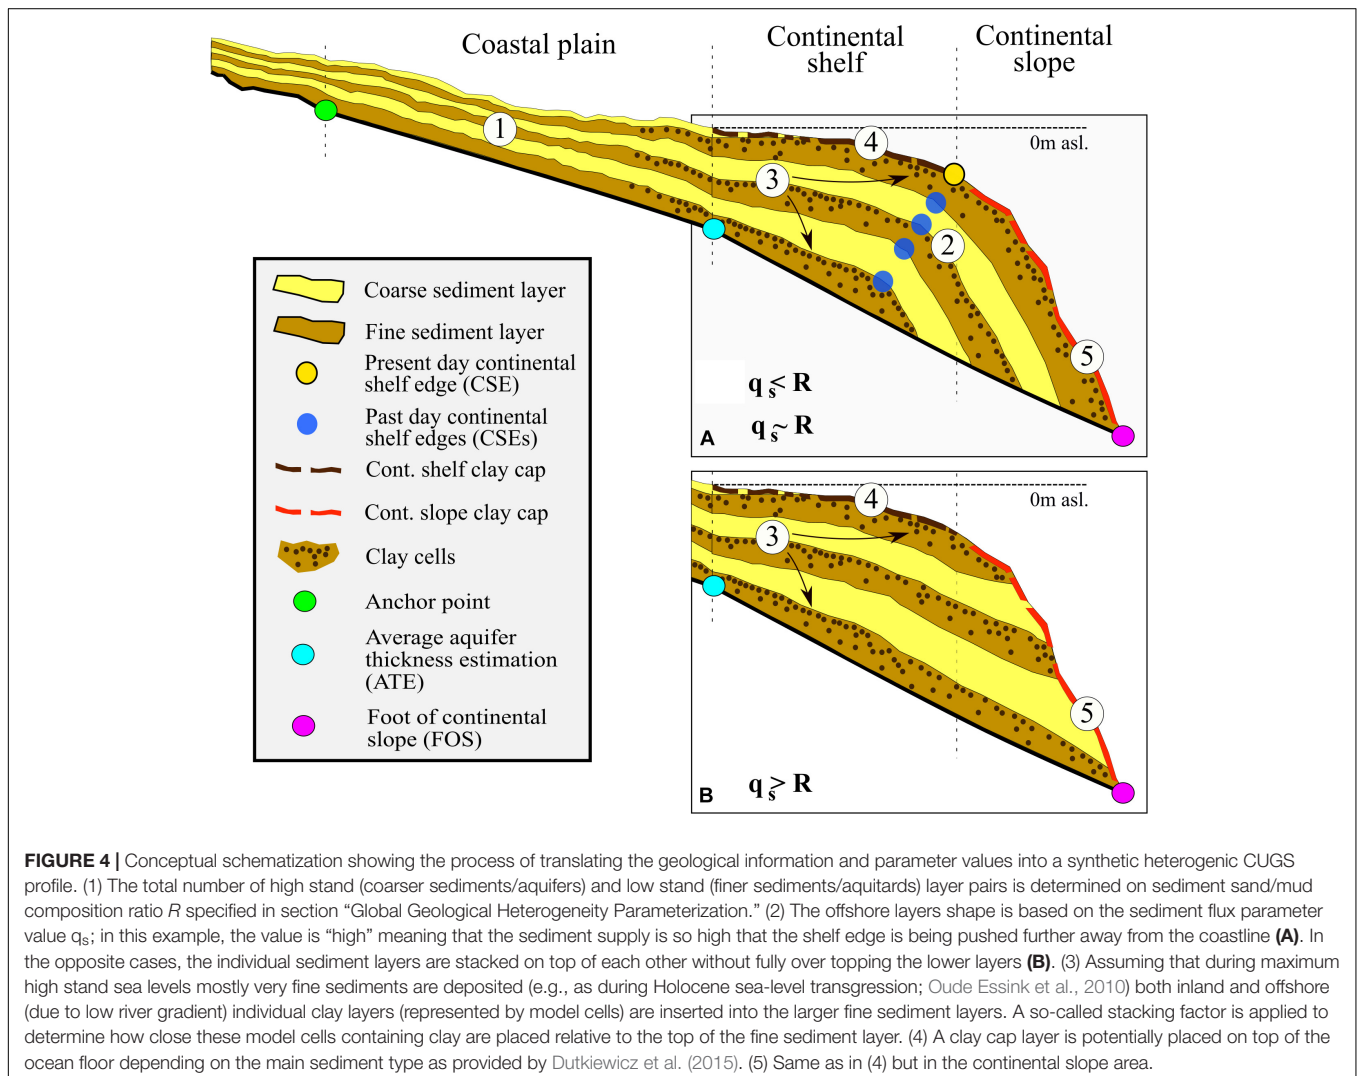 Coastal plain
Continental
shelf
Continental
slope
1
2
3
4
5
0m asl.
qs< R
qs~ R
A
Coarse sediment layer
Fine sediment layer
Present day continental
shelf edge (CSE)
Past day continental
shelf edges (CSEs)
Cont. shelf clay cap
Cont. slope clay cap
Clay cells
Anchor point
Average aquifer
thickness estimation
(ATE)
Foot of continental
slope (FOS)
3
4
5
0m asl.
qs> R
B
FIGURE 4 | Conceptual schematization showing the process of translating the geological information and parameter values into a synthetic heterogenic CUGS
profile. (1) The total number of high stand (coarser sediments/aquifers) and low stand (finer sediments/aquitards) layer pairs is determined on sediment sand/mud
composition ratio R specified in section “Global Geological Heterogeneity Parameterization.” (2) The offshore layers shape is based on the sediment flux parameter
value qs; in this example, the value is “high” meaning that the sediment supply is so high that the shelf edge is being pushed further away from the coastline (A). In
the opposite cases, the individual sediment layers are stacked on top of each other without fully over topping the lower layers (B). (3) Assuming that during maximum
high stand sea levels mostly very fine sediments are deposited (e.g., as during Holocene sea-level transgression; Oude Essink et al., 2010) both inland and offshore
(due to low river gradient) individual clay layers (represented by model cells) are inserted into the larger fine sediment layers. A so-called stacking factor is applied to
determine how close these model cells containing clay are placed relative to the top of the fine sediment layer. (4) A clay cap layer is potentially placed on top of the
ocean floor depending on the main sediment type as provided by Dutkiewicz et al. (2015). (5) Same as in (4) but in the continental slope area.